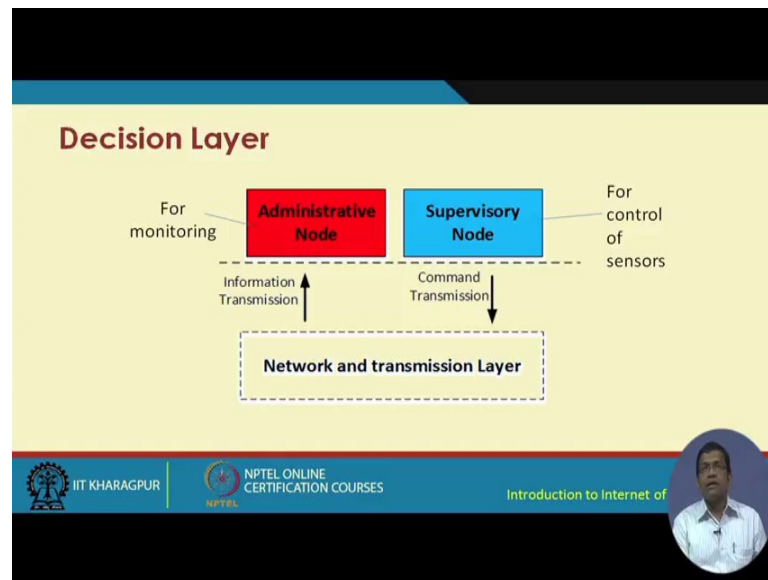 Decision Layer
For
monitoring
Administrative
Node
Supervisory
Node
For
control
of
sensors
Information
Transmission
Command
Transmission
Network and transmission Layer
IIT KHARAGPUR
NPTEL
NPTEL ONLINE
CERTIFICATION COURSES
Introduction to Internet of